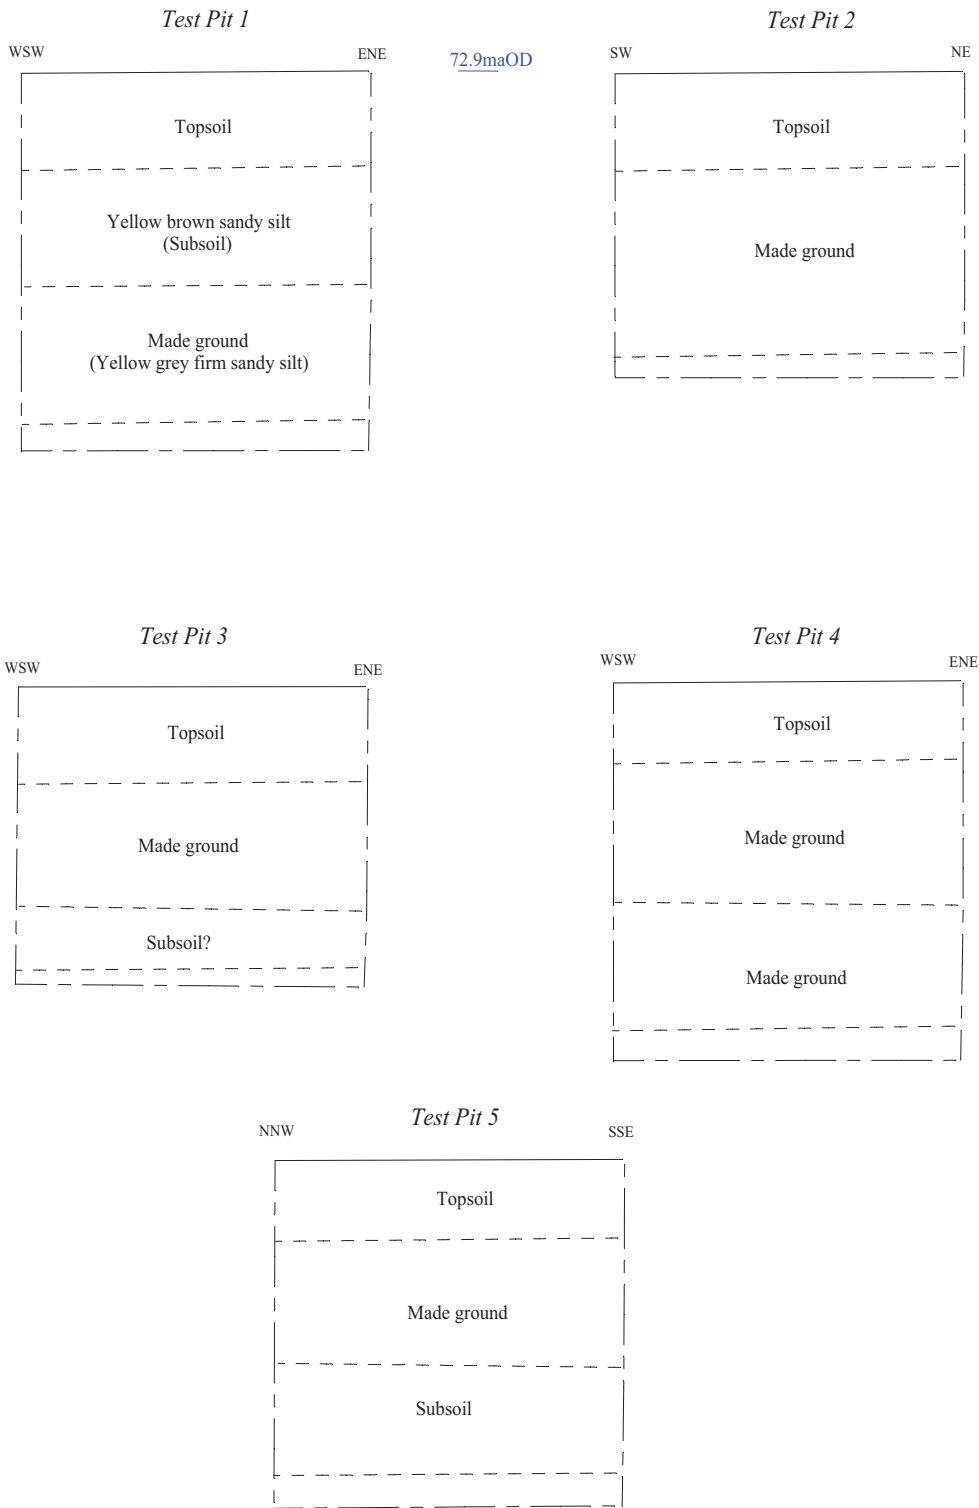 Test Pit 1
WSW
ENE
Topsoil
Yellow brown sandy silt
(Subsoil)
Made ground
(Yellow grey firm sandy silt)
72.9maOD
Test Pit 2
SW
NE
Topsoil
Made ground
Test Pit 3
WSW
ENE
Topsoil
Made ground
Subsoil?
Test Pit 4
WSW
ENE
Topsoil
Made ground
Made ground
Test Pit 5
NNW
SSE
Topsoil
Made ground
Subsoil